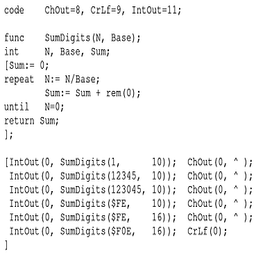 code    ChOut=8, CrLf=9, IntOut=11;

func    SumDigits(N, Base);
int     N, Base, Sum;
[Sum:= 0;
repeat  N:= N/Base;
        Sum:= Sum + rem(0);
until   N=0;
return Sum;
];

[IntOut(0, SumDigits(1,      10));  ChOut(0, ^ );
 IntOut(0, SumDigits(12345,  10));  ChOut(0, ^ );
 IntOut(0, SumDigits(123045, 10));  ChOut(0, ^ );
 IntOut(0, SumDigits($FE,    10));  ChOut(0, ^ );
 IntOut(0, SumDigits($FE,    16));  ChOut(0, ^ );
 IntOut(0, SumDigits($F0E,   16));  CrLf(0);
]